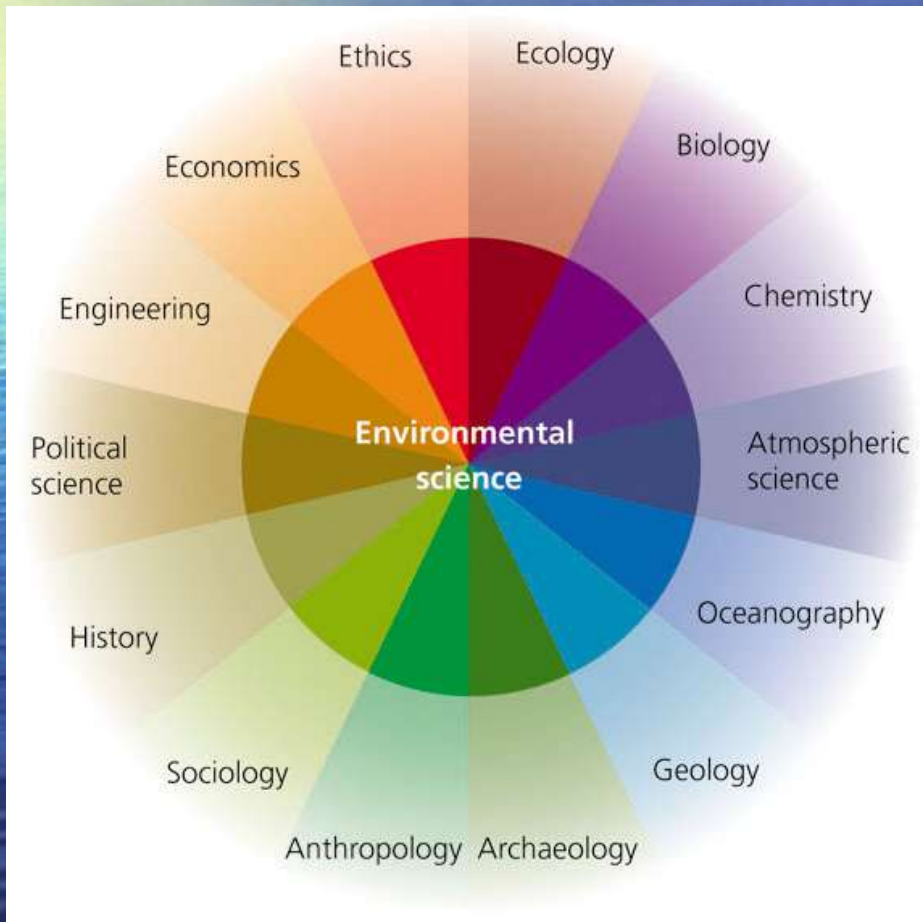 Ethics
Ecology
Economics
Biology
Engineering
Chemistry
Environmental
science
Political
science
Atmospheric
science
History
Oceanography
Sociology
Geology
Anthropology
Archaeology